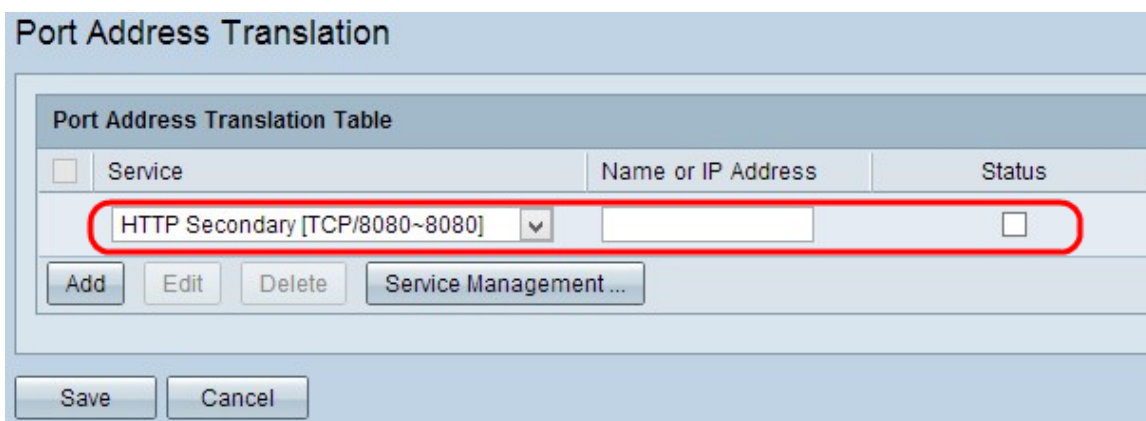 Port Address Translation
Port Address Translation Table
Service Name or IP Address Status
HTTP Secondary [TCP/8080~8080]
Add Edit Delete Service Management ...
Save Cancel